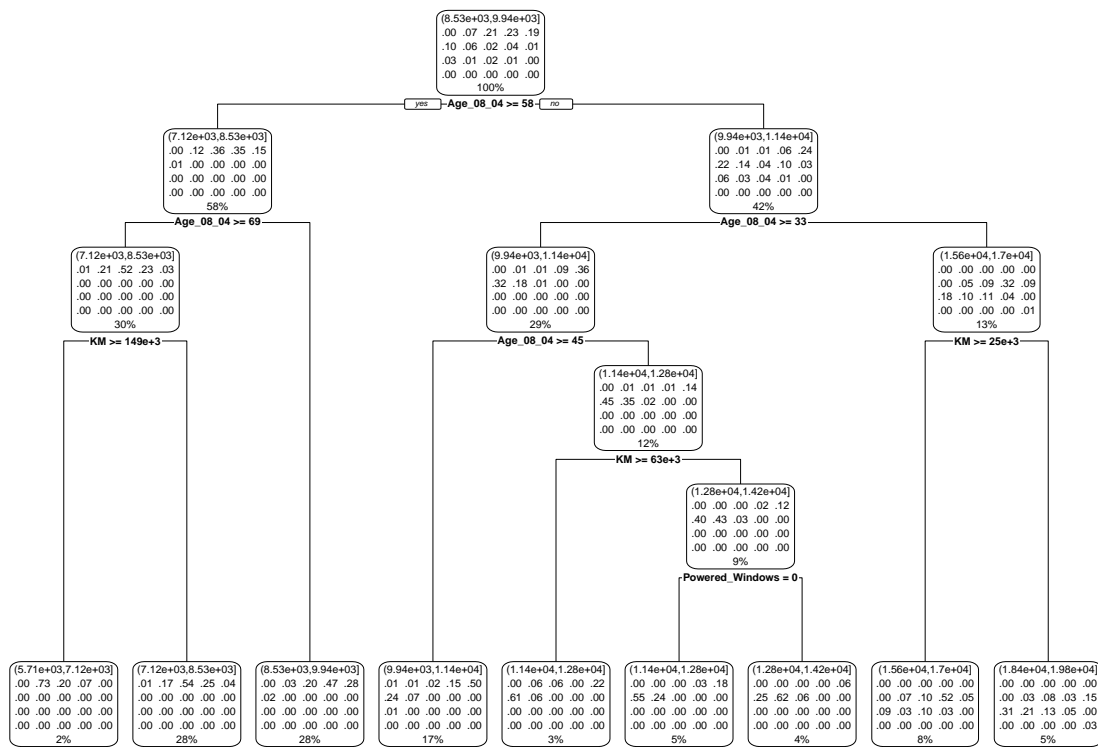 (8.53e+03,9.94e+03]
.00 .07 .21 .23 .19
.10 .06 .02 .04 .01
.03 .01 .02 .01 .00
.00 .00 .00 .00 .00
100%
yes Age_08_04 >= 58 no
(7.12e+03,8.53e+03]
.00 .12 .36 .35 .15
.01 .00 .00 .00 .00
.00 .00 .00 .00 .00
.00 .00 .00 .00 .00
58%
Age_08_04 >= 69
(9.94e+03,1.14e+04]
.00 .01 .01 .06 .24
.22 .14 .04 .10 .03
.06 .03 .04 .01 .00
.00 .00 .00 .00 .00
42%
Age_08_04 >= 33
(7.12e+03,8.53e+03]
.01 .21 .52 .23 .03
.00 .00 .00 .00 .00
.00 .00 .00 .00 .00
.00 .00 .00 .00 .00
30%
KM >= 149e+3
(9.94e+03,1.14e+04]
.00 .01 .01 .09 .36
.32 .18 .01 .00 .00
.00 .00 .00 .00 .00
.00 .00 .00 .00 .00
29%
Age_08_04 >= 45
(1.56e+04,1.7e+04]
.00 .00 .00 .00 .00
.00 .05 .09 .32 .09
.18 .10 .11 .04 .00
.00 .00 .00 .00 .01
13%
KM >= 25e+3
(1.14e+04,1.28e+04]
.00 .01 .01 .01 .14
.45 .35 .02 .00 .00
.00 .00 .00 .00 .00
.00 .00 .00 .00 .00
12%
KM >= 63e+3
(1.28e+04,1.42e+04]
.00 .00 .00 .02 .12
.40 .43 .03 .00 .00
.00 .00 .00 .00 .00
.00 .00 .00 .00 .00
9%
Powered_Windows = 0
(5.71e+03,7.12e+03]
.00 .73 .20 .07 .00
.00 .00 .00 .00 .00
.00 .00 .00 .00 .00
.00 .00 .00 .00 .00
2%
(7.12e+03,8.53e+03]
.01 .17 .54 .25 .04
.00 .00 .00 .00 .00
.00 .00 .00 .00 .00
.00 .00 .00 .00 .00
28%
(8.53e+03,9.94e+03]
.00 .03 .20 .47 .28
.02 .00 .00 .00 .00
.00 .00 .00 .00 .00
.00 .00 .00 .00 .00
28%
(9.94e+03,1.14e+04]
.01 .01 .02 .15 .50
.24 .07 .00 .00 .00
.01 .00 .00 .00 .00
.00 .00 .00 .00 .00
17%
(1.14e+04,1.28e+04]
.00 .06 .06 .00 .22
.61 .06 .00 .00 .00
.00 .00 .00 .00 .00
.00 .00 .00 .00 .00
3%
(1.14e+04,1.28e+04]
.00 .00 .00 .03 .18
.55 .24 .00 .00 .00
.00 .00 .00 .00 .00
.00 .00 .00 .00 .00
5%
(1.28e+04,1.42e+04]
.00 .00 .00 .00 .06
.25 .62 .06 .00 .00
.00 .00 .00 .00 .00
.00 .00 .00 .00 .00
4%
(1.56e+04,1.7e+04]
.00 .00 .00 .00 .00
.00 .07 .10 .52 .05
.09 .03 .10 .03 .00
.00 .00 .00 .00 .00
8%
(1.84e+04,1.98e+04]
.00 .00 .00 .00 .00
.00 .03 .08 .03 .15
.31 .21 .13 .05 .00
.00 .00 .00 .00 .03
5%